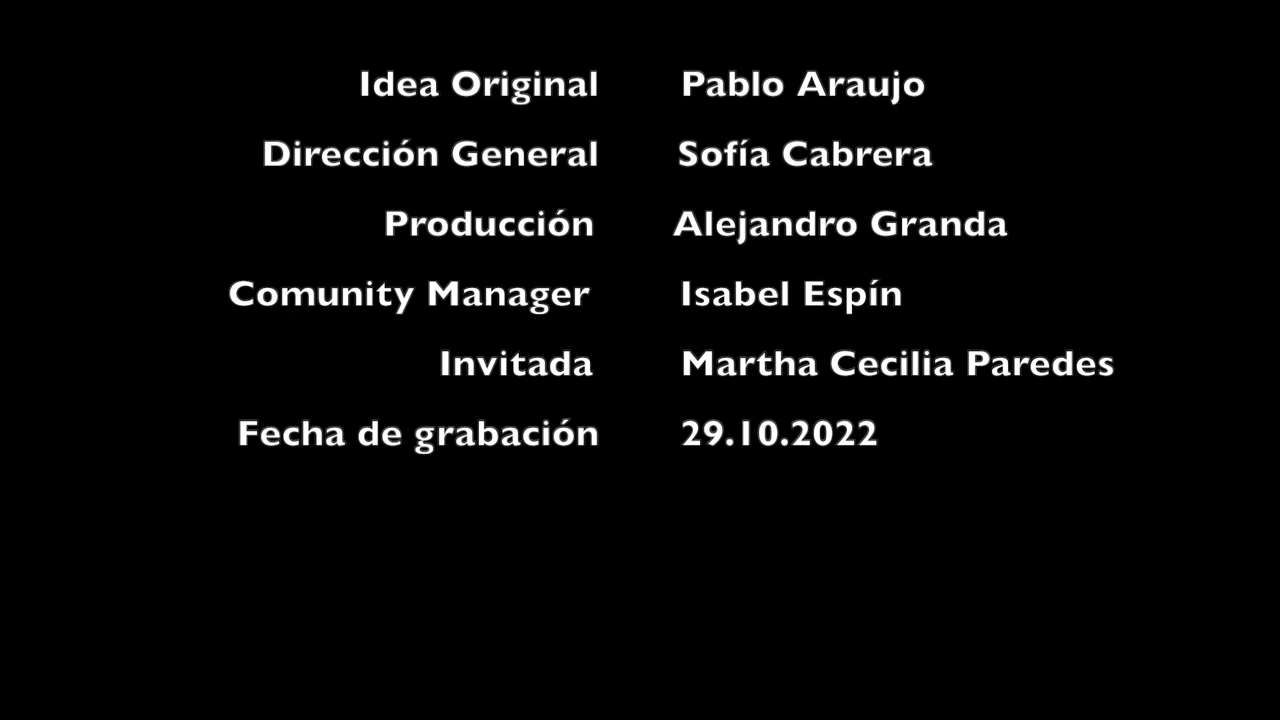 Idea Original Pablo Araujo
Dirección General Sofía Cabrera
Producción Alejandro Granda
Comunity Manager Isabel Espín
Invitada Martha Cecilia Paredes
Fecha de grabación 29.10.2022